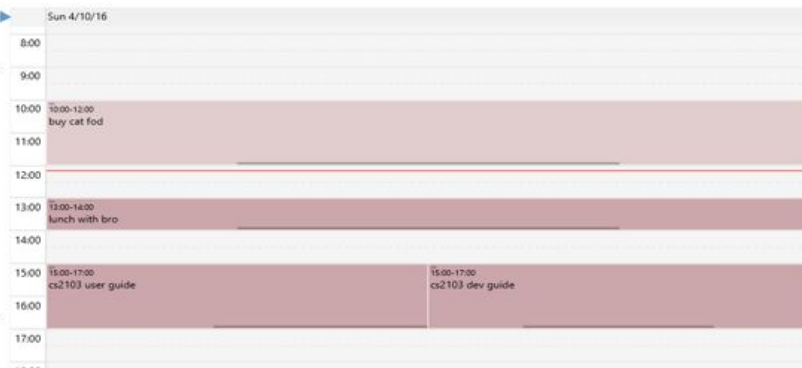 Sun 4/10/16
8:00
9:00
10:00
10:00-12:00
buy cat fod
11:00
12:00
13:00
13:00-14:00
lunch with bro
14:00
15:00
15:00-17:00
cs2103 user guide
15:00-17:00
cs2103 dev guide
16:00
17:00